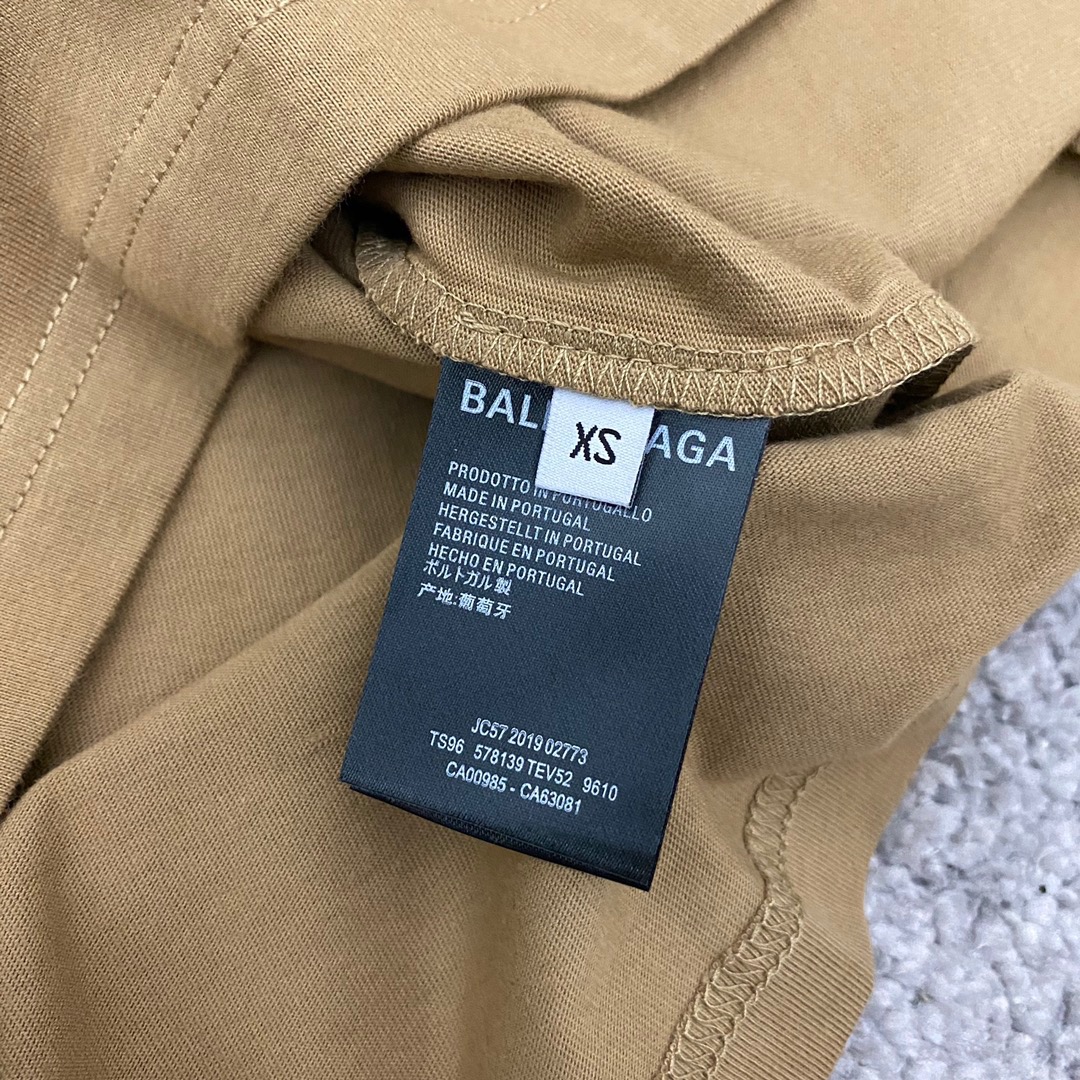 BAL AGA
XS
PRODOTTO IN PORTOGALLO
MADE IN PORTUGAL
HERGESTELLT IN PORTUGAL
FABRIQUE EN PORTUGAL
HECHO EN PORTUGAL
ポルトガル製
产地:葡萄牙
JC57 2019 02773
TS96 578139 TEV52 9610
CA00985 - CA63081